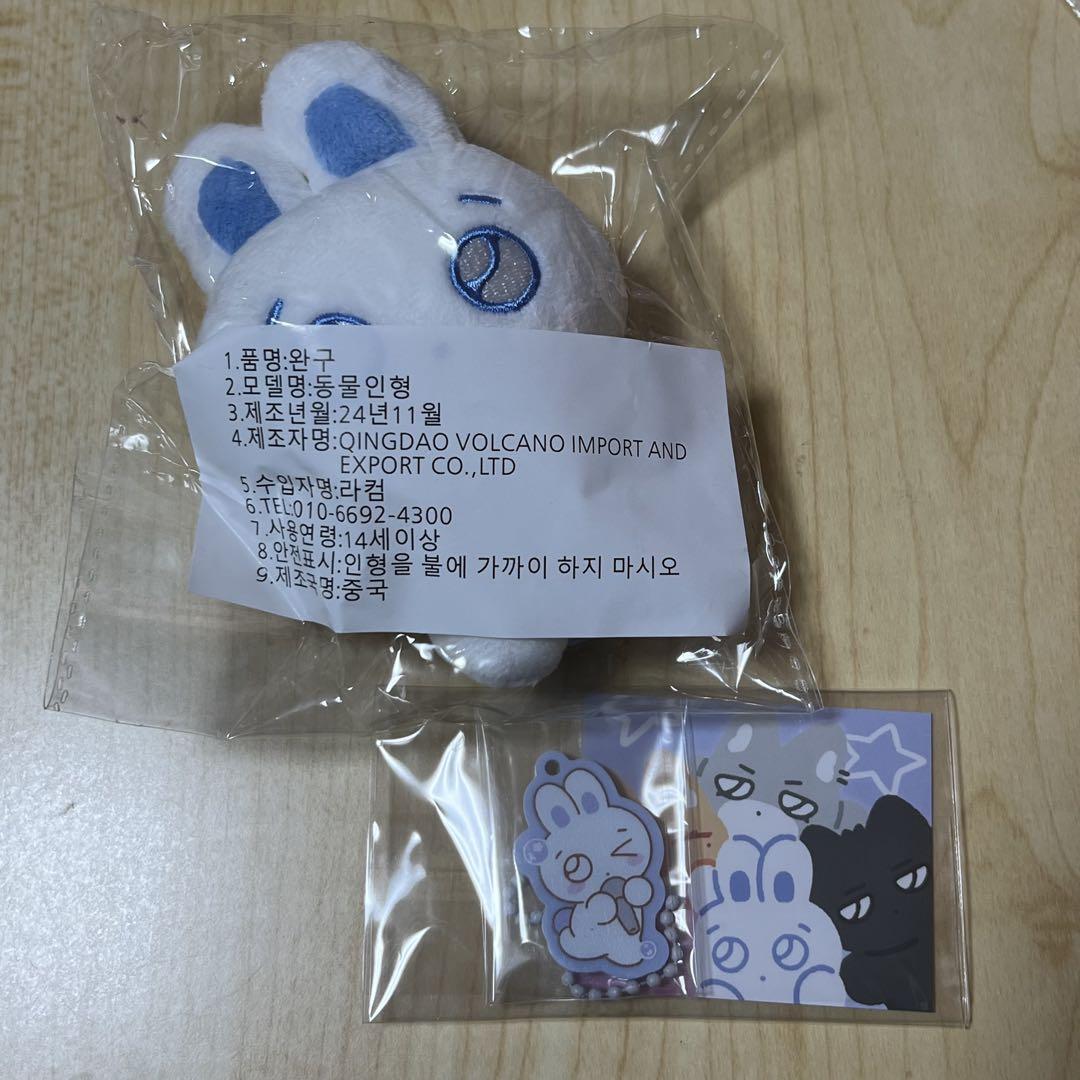 1.품명:완구
2.모델명:동물인형
3.제조년월:24년11월
4.제조자명:QINGDAO VOLCANO IMPORT AND
EXPORT CO.,LTD
5.수입자명:라컴
6.TEL:010-6692-4300
7.사용연령:14세이상
8.안전표시:인형을 불에 가까이 하지 마시오
9.제조국명:중국